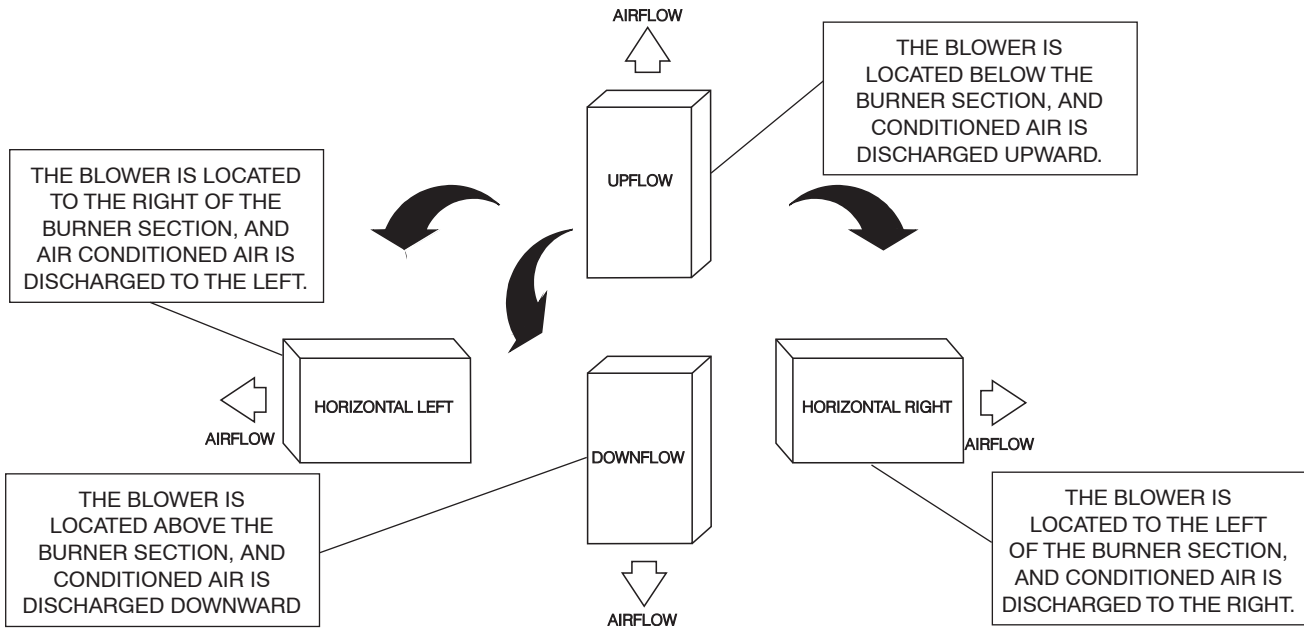 AIRFLOW
THE BLOWER IS
LOCATED BELOW THE
BURNER SECTION, AND
CONDITIONED AIR IS
DISCHARGED UPWARD.
UPFLOW
THE BLOWER IS LOCATED
TO THE RIGHT OF THE
BURNER SECTION, AND
AIR CONDITIONED AIR IS
DISCHARGED TO THE LEFT.
HORIZONTAL LEFT
AIRFLOW
HORIZONTAL RIGHT
AIRFLOW
DOWNFLOW
THE BLOWER IS
LOCATED ABOVE THE
BURNER SECTION, AND
CONDITIONED AIR IS
DISCHARGED DOWNWARD
AIRFLOW
THE BLOWER IS
LOCATED TO THE LEFT
OF THE BURNER SECTION,
AND CONDITIONED AIR IS
DISCHARGED TO THE RIGHT.